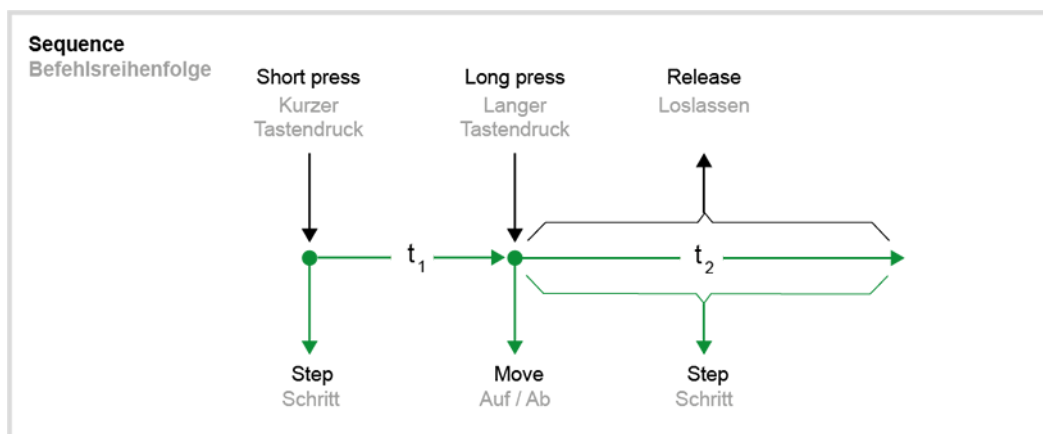 Sequence
Befehlsreihenfolge
Short press
Kurzer
Tastendruck
Long press
Langer
Tastendruck
Release
Loslassen
t1
t2
Step
Schritt
Move
Auf / Ab
Step
Schritt